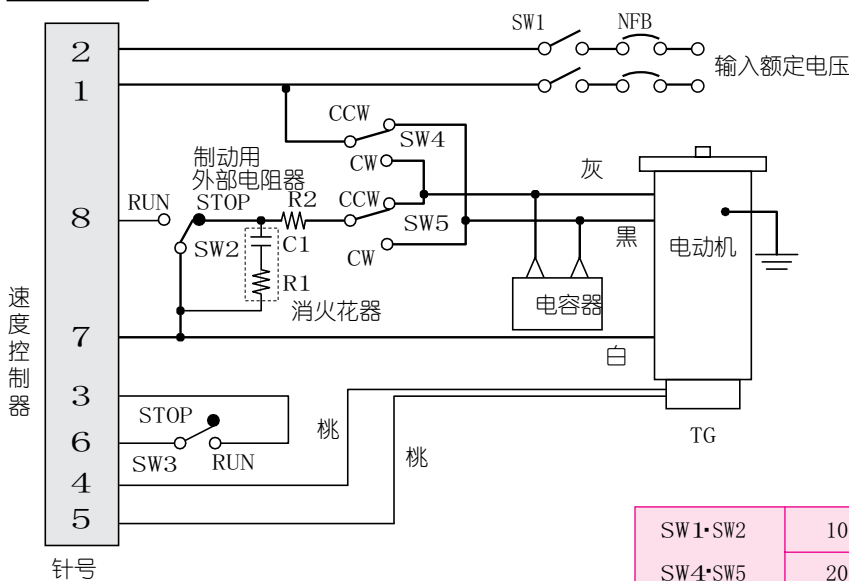 SW1
NFB
2
输入额定电压
1
CCW
SW4
制动用
外部电阻器
CW
灰
RUN
STOP
R2
CCW
8
SW5
黒
SW2
C1
CW
电动机
R1
消火花器
电容器
速度控制器
7
白
3
STOP
桃
TG
6
SW3
RUN
桃
4
5
针号
SW1·SW2
10
SW4·SW5
20